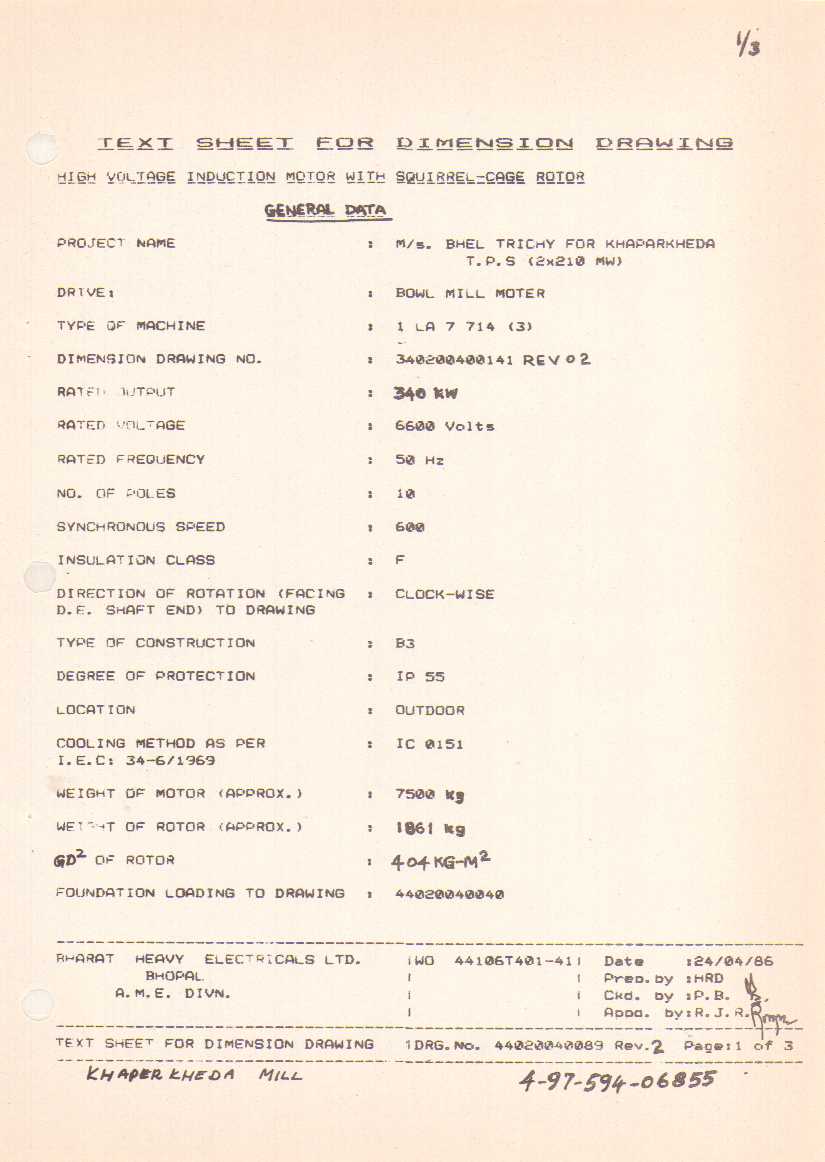 1/3
TEXT SHEET FOR DIMENSION DRAWING
HIGH VOLTAGE INDUCTION MOTOR WITH SQUIRREL-CAGE ROTOR
GENERAL DATA
PROJECT NAME : M/s. BHEL TRICHY FOR KHAPARKHEDA
T.P.S (2x210 MW)
DRIVE: : BOWL MILL MOTER
TYPE OF MACHINE : 1 LA 7 714 (3)
DIMENSION DRAWING NO. : 340200400141 REV 02
RATED OUTPUT : 340 KW
RATED VOLTAGE : 6600 Volts
RATED FREQUENCY : 50 Hz
NO. OF POLES : 10
SYNCHRONOUS SPEED : 600
INSULATION CLASS : F
DIRECTION OF ROTATION (FACING : CLOCK-WISE
D.E. SHAFT END) TO DRAWING
TYPE OF CONSTRUCTION : B3
DEGREE OF PROTECTION : IP 55
LOCATION : OUTDOOR
COOLING METHOD AS PER : IC 0151
I.E.C: 34-6/1969
WEIGHT OF MOTOR (APPROX.) : 7500 kg
WEIGHT OF ROTOR (APPROX.) : 1861 kg
GD² OF ROTOR : 404 KG-M²
FOUNDATION LOADING TO DRAWING : 44020040040
BHARAT HEAVY ELECTRICALS LTD. WO 44106T401-41 Date :24/04/86
BHOPAL Prep.by :HRD
A.M.E. DIVN. Ckd. by :P.B.
Appd. by:R.J.R.
TEXT SHEET FOR DIMENSION DRAWING DRG.No. 44020040089 Rev.2 Page:1 of 3
KHAPERKHEDA MILL 4-97-594-06855